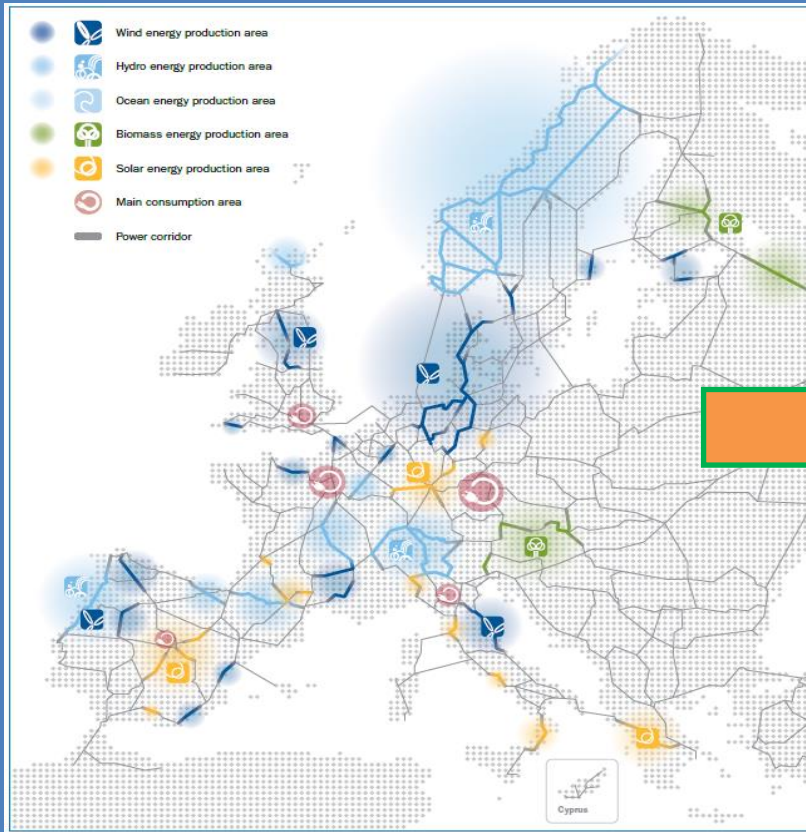 Wind energy production area
Hydro energy production area
Ocean energy production area
Biomass energy production area
Solar energy production area
Main consumption area
Power corridor
Cyprus